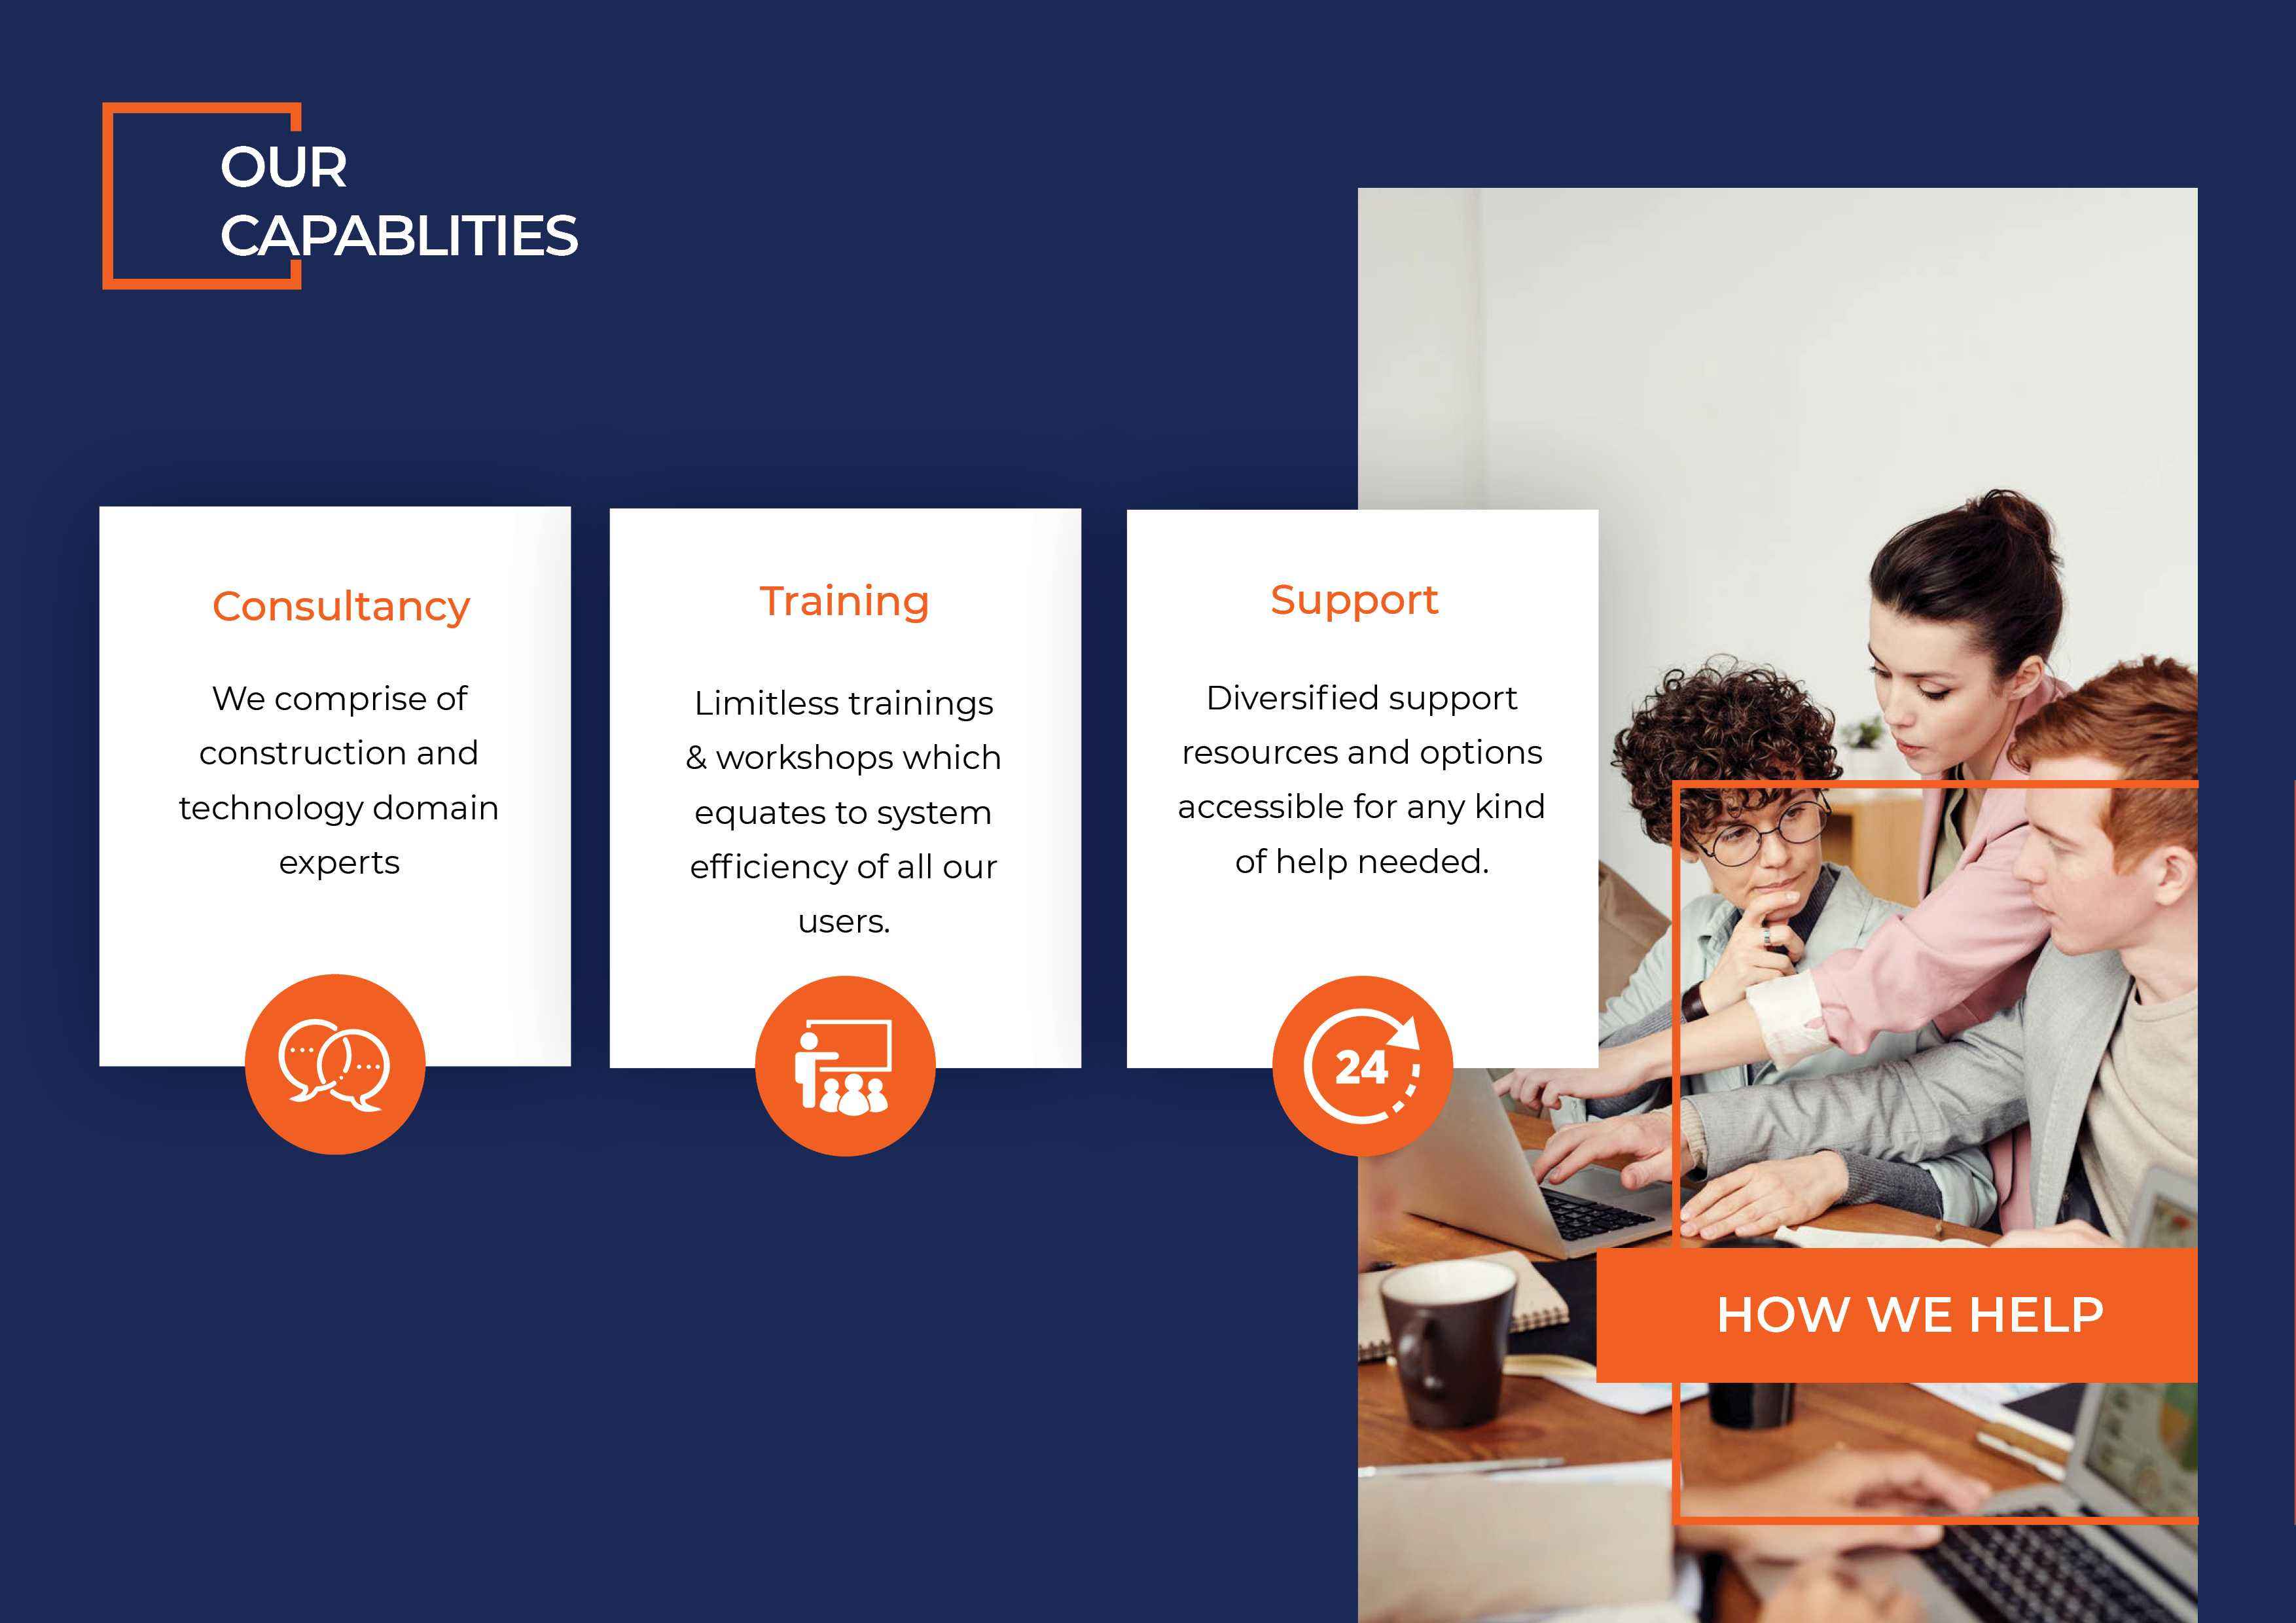 OUR
CAPABLITIES
Consultancy
We comprise of
construction and
technology domain
experts
Training
Limitless trainings
& workshops which
equates to system
efficiency of all our
users.
Support
Diversified support
resources and options
accessible for any kind
of help needed.
24
HOW WE HELP